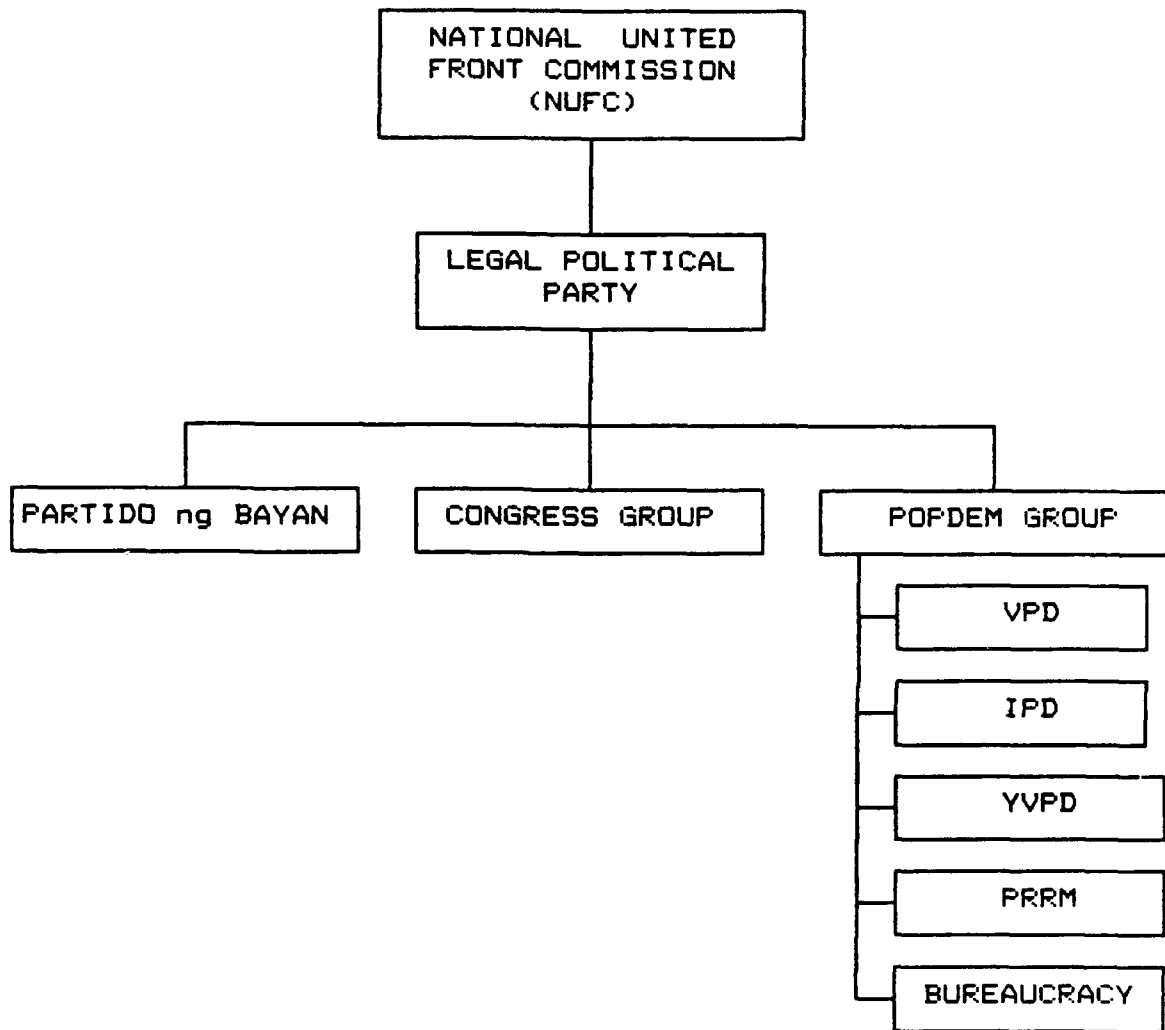 NATIONAL UNITED
FRONT COMMISSION
(NUFC)
LEGAL POLITICAL
PARTY
PARTIDO ng BAYAN
CONGRESS GROUP
POPDEM GROUP
VPD
IPD
YVPD
PRRM
BUREAUCRACY